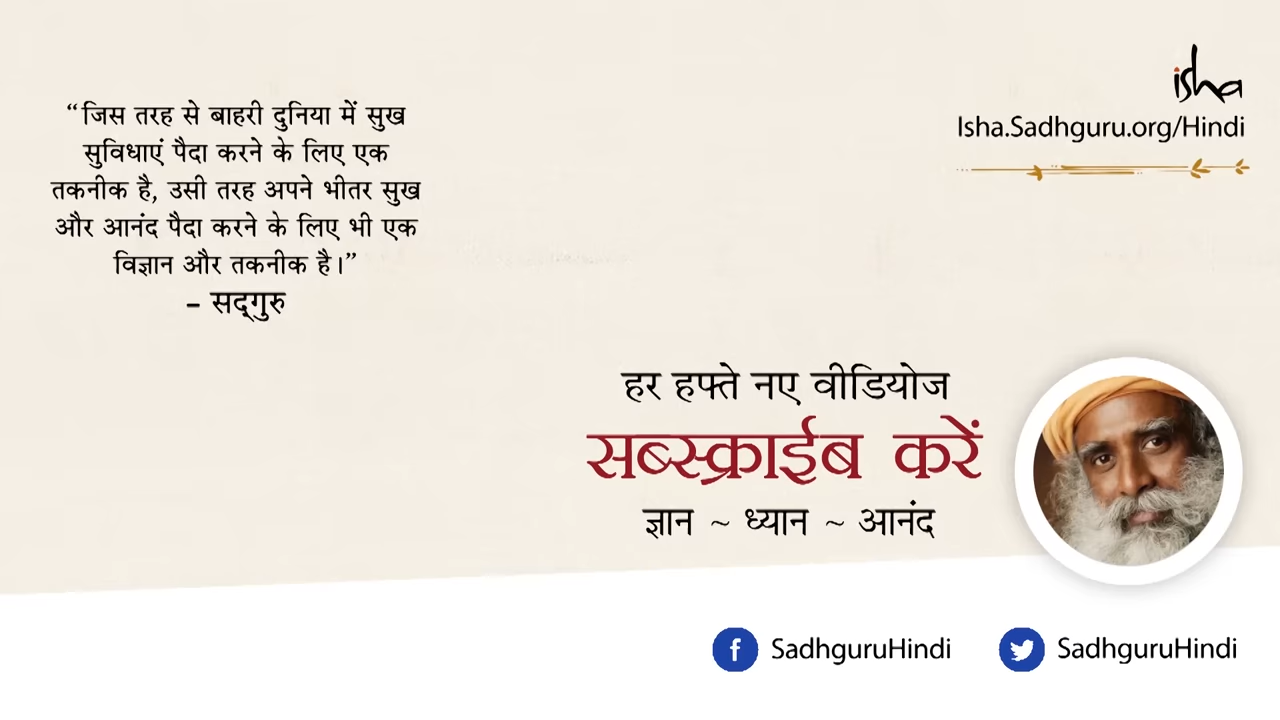 “जिस तरह से बाहरी दुनिया में सुख
सुविधाएं पैदा करने के लिए एक
तकनीक है, उसी तरह अपने भीतर सुख
और आनंद पैदा करने के लिए भी एक
विज्ञान और तकनीक है।”
– सद्‌गुरु
isha
Isha.Sadhguru.org/Hindi
हर हफ्ते नए वीडियोज
सब्स्क्राईब करें
ज्ञान ~ ध्यान ~ आनंद
SadhguruHindi
SadhguruHindi